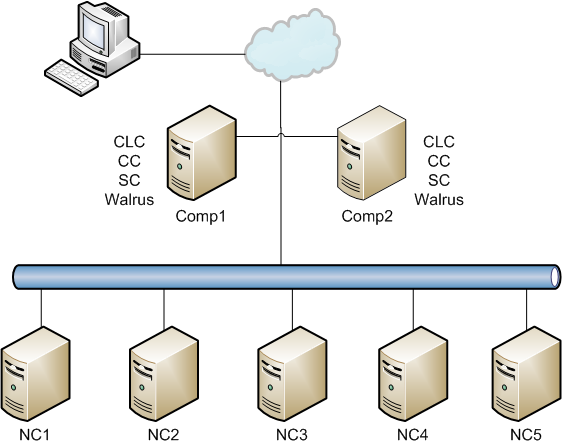 CLC
CC
SC
Walrus
Comp1
CLC
CC
SC
Walrus
Comp2
NC1
NC2
NC3
NC4
NC5